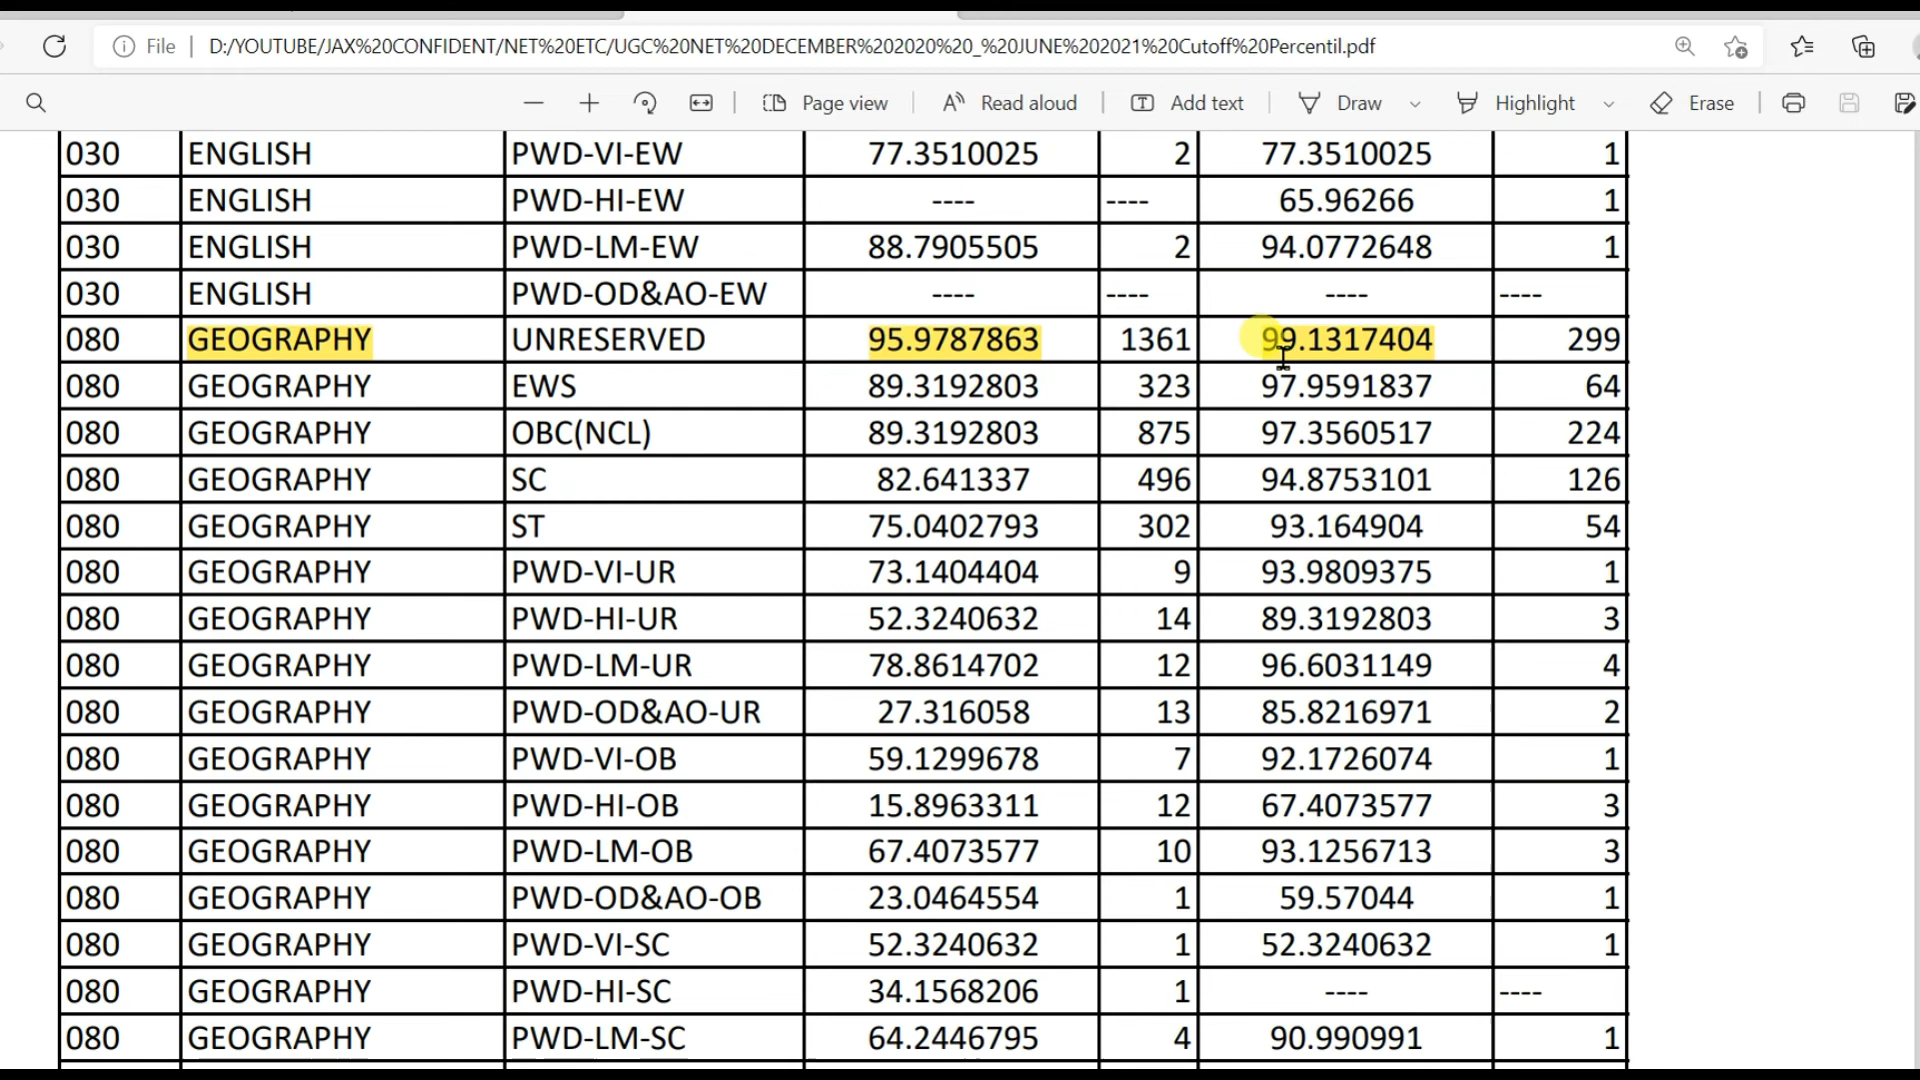 File D:/YOUTUBE/JAX%20CONFIDENT/NET%20ETC/UGC%20NET%20DECEMBER%202020%20_%20JUNE%202021%20Cutoff%20Percentil.pdf
Page view Read aloud Add text Draw Highlight Erase
030 ENGLISH PWD-VI-EW 77.3510025 2 77.3510025 1
030 ENGLISH PWD-HI-EW ---- ---- 65.96266 1
030 ENGLISH PWD-LM-EW 88.7905505 2 94.0772648 1
030 ENGLISH PWD-OD&AO-EW ---- ---- ---- ----
080 GEOGRAPHY UNRESERVED 95.9787863 1361 99.1317404 299
080 GEOGRAPHY EWS 89.3192803 323 97.9591837 64
080 GEOGRAPHY OBC(NCL) 89.3192803 875 97.3560517 224
080 GEOGRAPHY SC 82.641337 496 94.8753101 126
080 GEOGRAPHY ST 75.0402793 302 93.164904 54
080 GEOGRAPHY PWD-VI-UR 73.1404404 9 93.9809375 1
080 GEOGRAPHY PWD-HI-UR 52.3240632 14 89.3192803 3
080 GEOGRAPHY PWD-LM-UR 78.8614702 12 96.6031149 4
080 GEOGRAPHY PWD-OD&AO-UR 27.316058 13 85.8216971 2
080 GEOGRAPHY PWD-VI-OB 59.1299678 7 92.1726074 1
080 GEOGRAPHY PWD-HI-OB 15.8963311 12 67.4073577 3
080 GEOGRAPHY PWD-LM-OB 67.4073577 10 93.1256713 3
080 GEOGRAPHY PWD-OD&AO-OB 23.0464554 1 59.57044 1
080 GEOGRAPHY PWD-VI-SC 52.3240632 1 52.3240632 1
080 GEOGRAPHY PWD-HI-SC 34.1568206 1 ---- ----
080 GEOGRAPHY PWD-LM-SC 64.2446795 4 90.990991 1